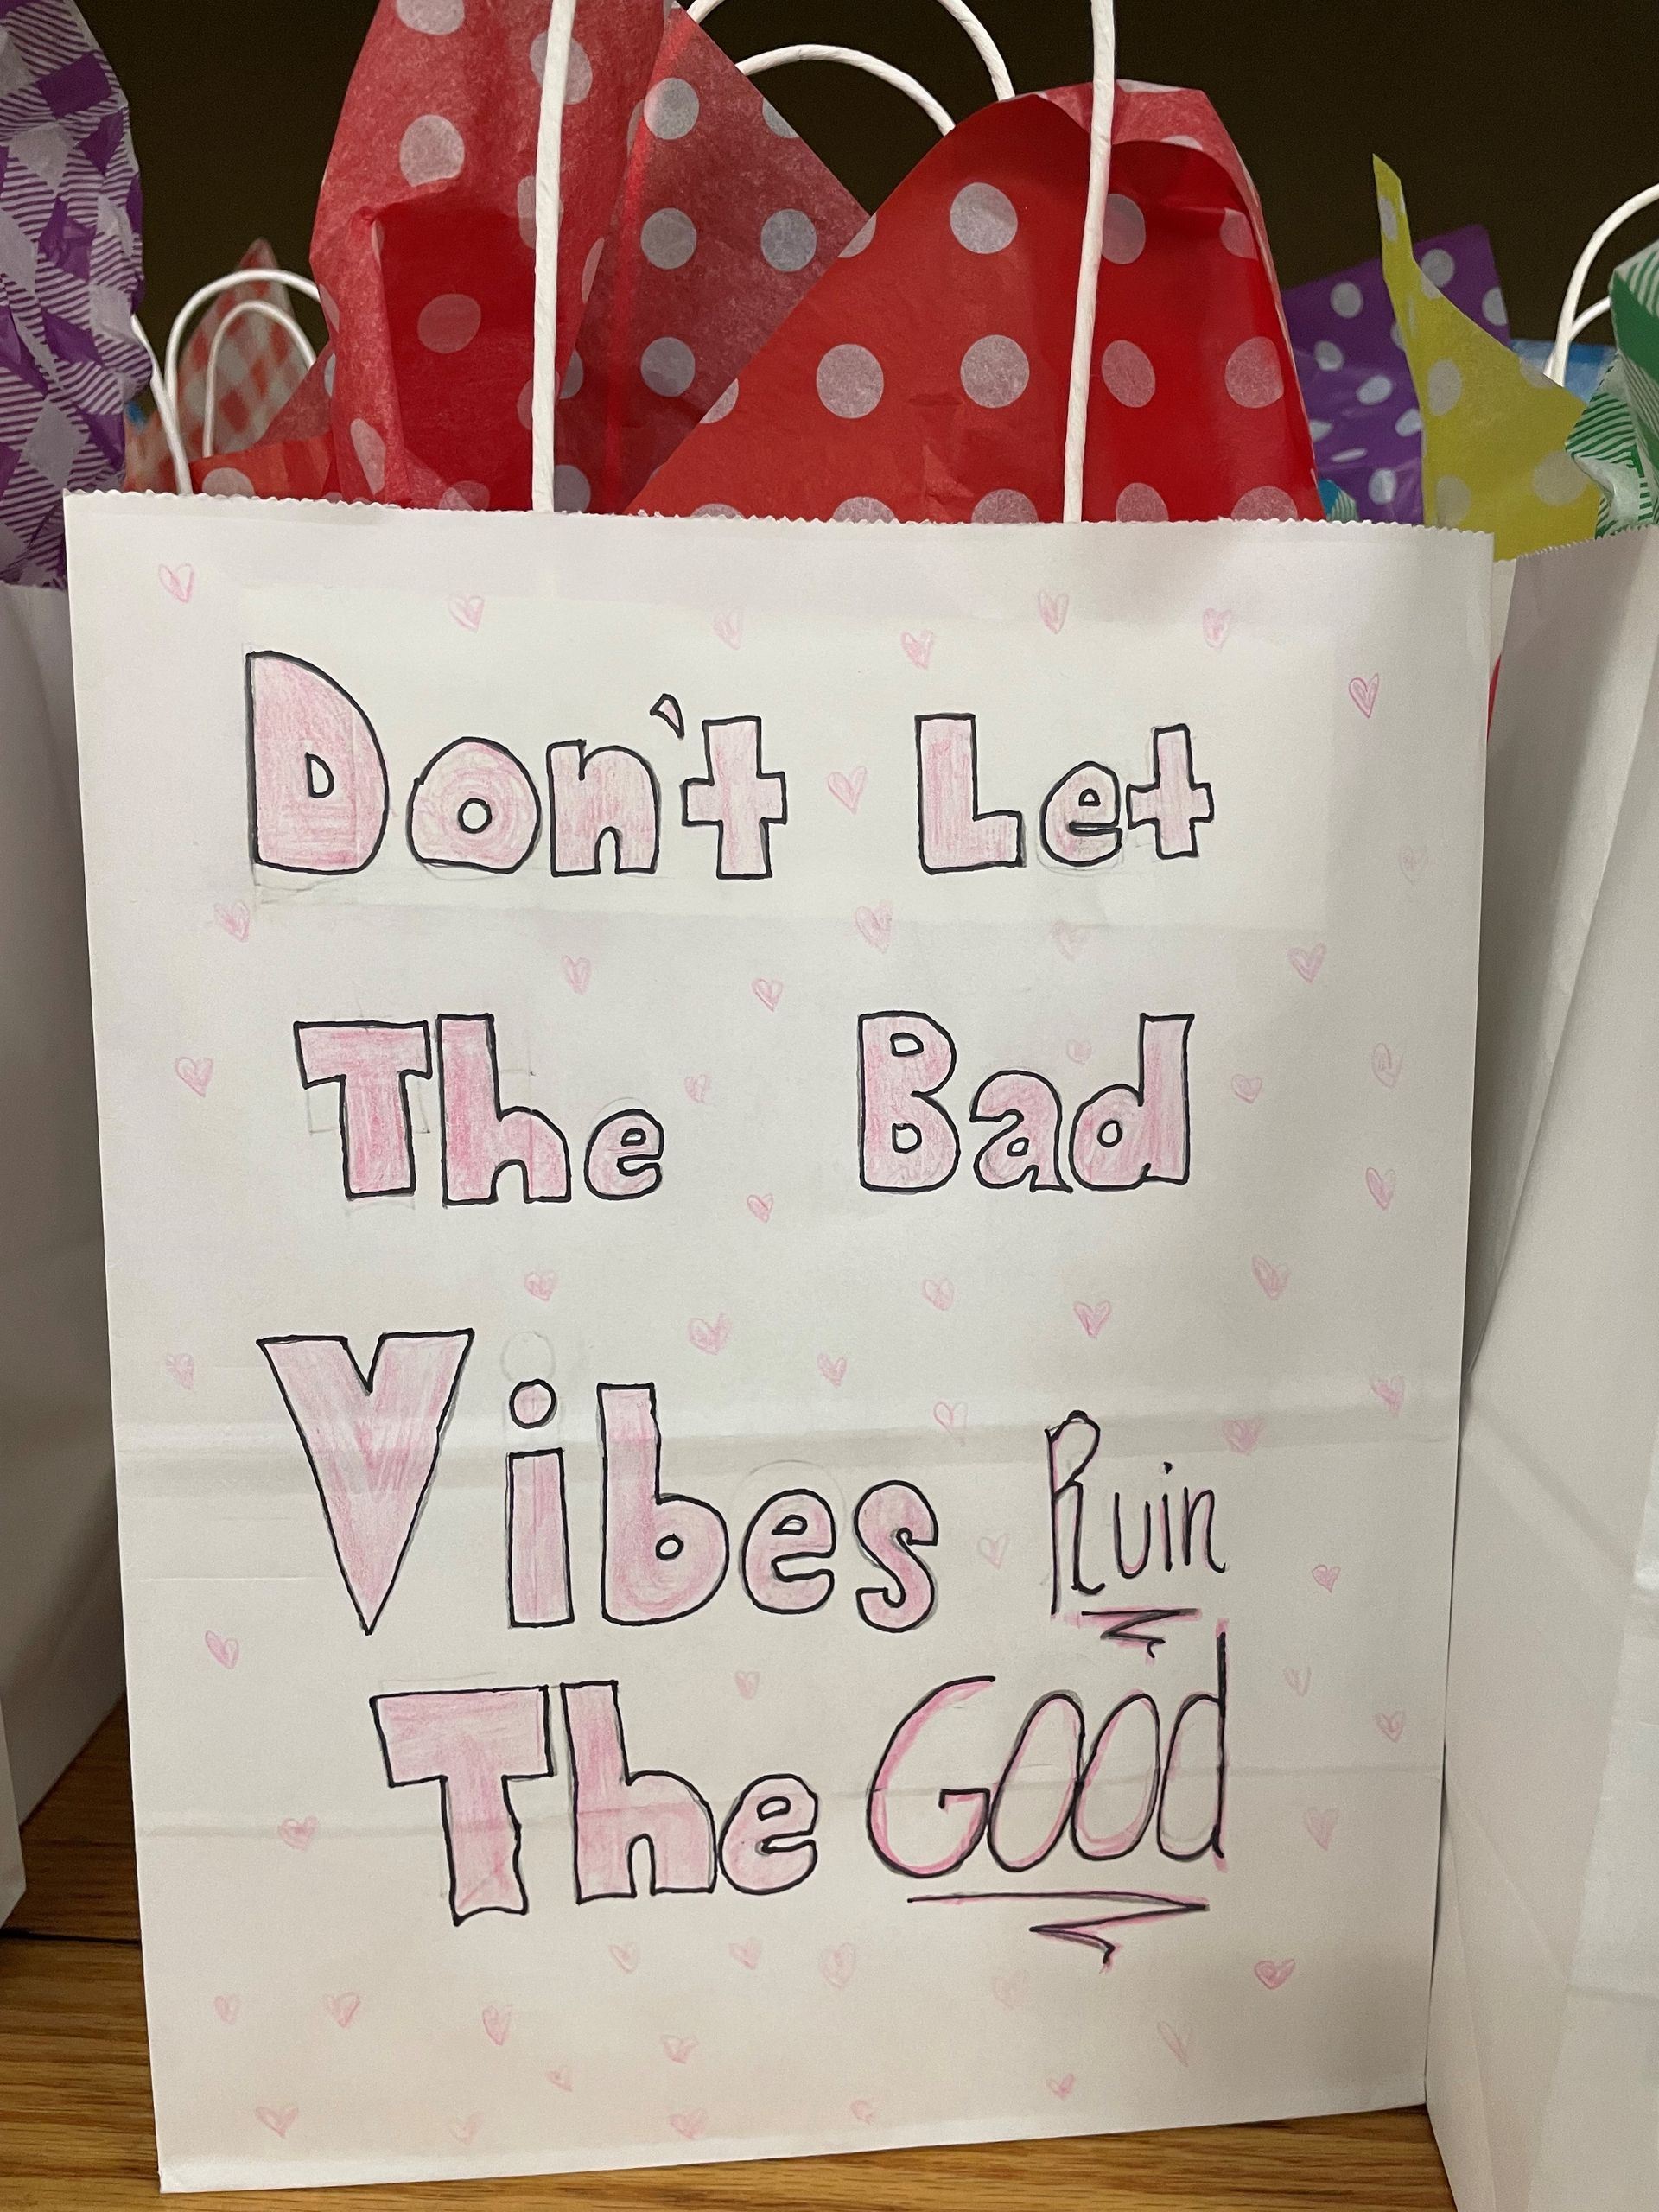 Don't Let
The Bad
Vibes Ruin
The Good